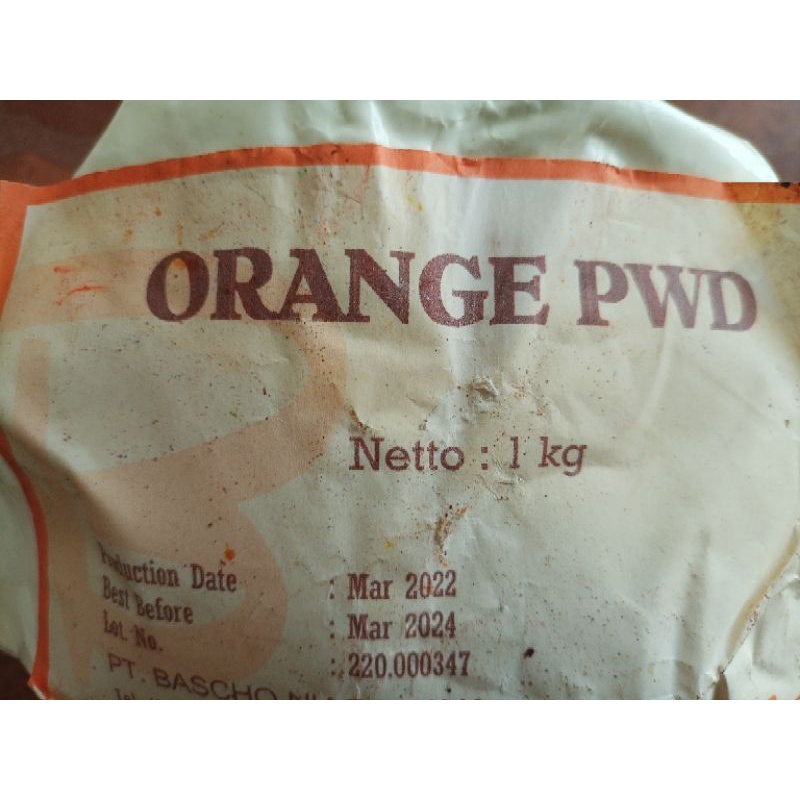 ORANGE PWD
Netto : 1 kg
Production Date : Mar 2022
Best Before : Mar 2024
Lot No. : 220.000347
PT. BASCHO